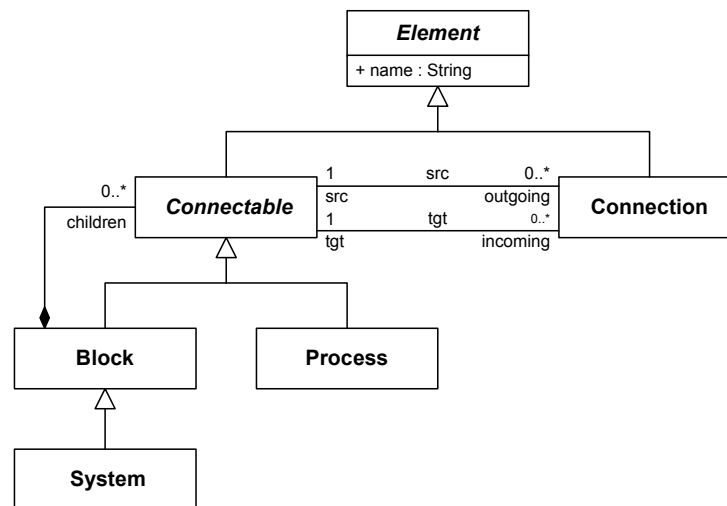 Element
+ name : String
0..*
children
Connectable
1 src 0..*
src outgoing
1 tgt 0..*
tgt incoming
Connection
Block
Process
System